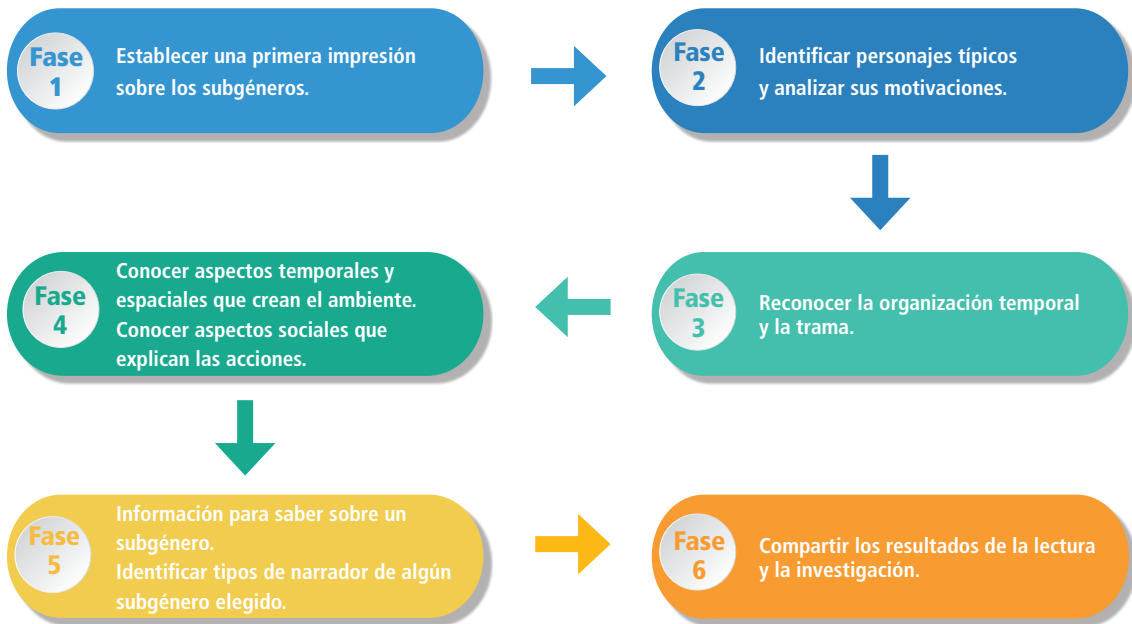 Fase
1
Establecer una primera impresión
sobre los subgéneros.
Fase
2
Identificar personajes típicos
y analizar sus motivaciones.
Fase
3
Reconocer la organización temporal
y la trama.
Fase
4
Conocer aspectos temporales y
espaciales que crean el ambiente.
Conocer aspectos sociales que
explican las acciones.
Fase
5
Información para saber sobre un
subgénero.
Identificar tipos de narrador de algún
subgénero elegido.
Fase
6
Compartir los resultados de la lectura
y la investigación.